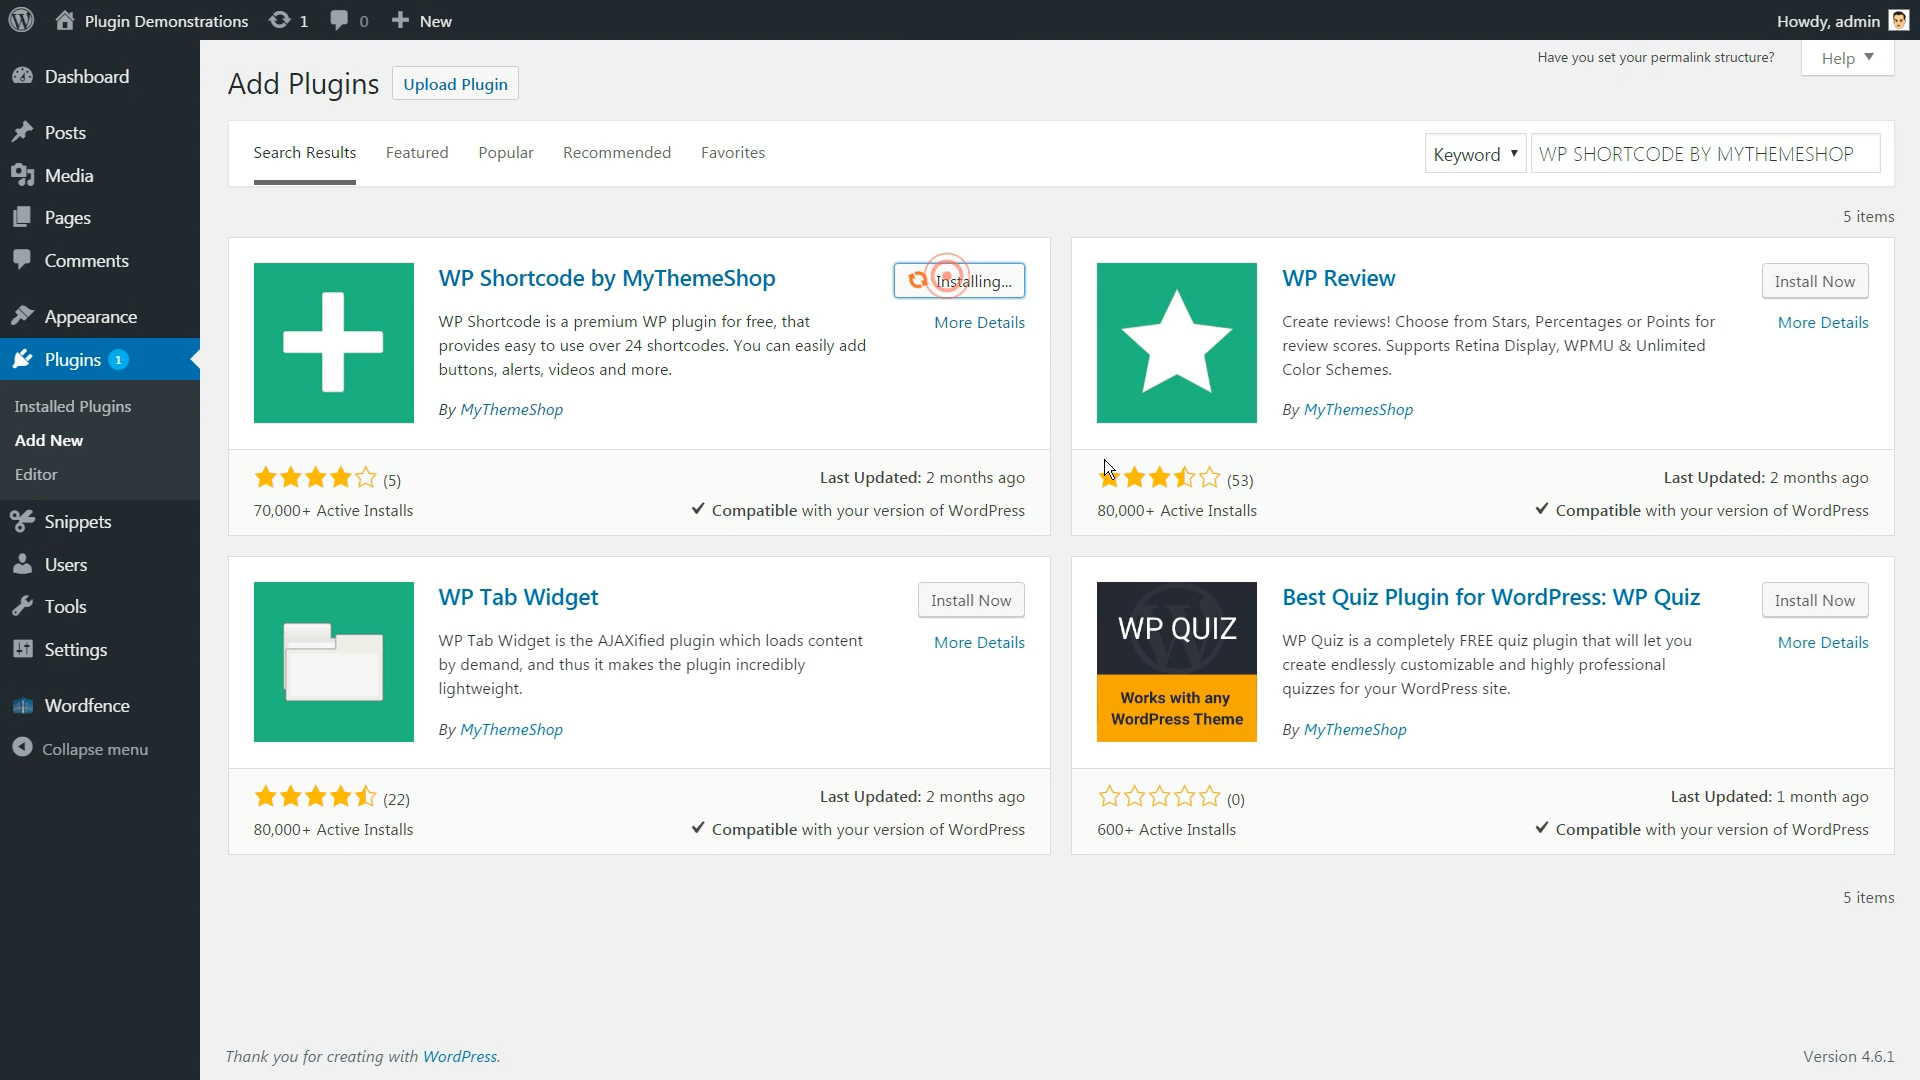 Plugin Demonstrations 1 0 New Howdy, admin
Dashboard
Posts
Media
Pages
Comments
Appearance
Plugins 1
Installed Plugins
Add New
Editor
Snippets
Users
Tools
Settings
Wordfence
Collapse menu
Have you set your permalink structure? Help
Add Plugins Upload Plugin
Search Results Featured Popular Recommended Favorites Keyword WP SHORTCODE BY MYTHEMESHOP
5 items
WP Shortcode by MyThemeShop Installing...
More Details
WP Shortcode is a premium WP plugin for free, that
provides easy to use over 24 shortcodes. You can easily add
buttons, alerts, videos and more.
By MyThemeShop
(5) Last Updated: 2 months ago
70,000+ Active Installs Compatible with your version of WordPress
WP Review Install Now
More Details
Create reviews! Choose from Stars, Percentages or Points for
review scores. Supports Retina Display, WPMU & Unlimited
Color Schemes.
By MyThemesShop
(53) Last Updated: 2 months ago
80,000+ Active Installs Compatible with your version of WordPress
WP Tab Widget Install Now
More Details
WP Tab Widget is the AJAXified plugin which loads content
by demand, and thus it makes the plugin incredibly
lightweight.
By MyThemeShop
(22) Last Updated: 2 months ago
80,000+ Active Installs Compatible with your version of WordPress
WP QUIZ
Works with any
WordPress Theme
Best Quiz Plugin for WordPress: WP Quiz Install Now
More Details
WP Quiz is a completely FREE quiz plugin that will let you
create endlessly customizable and highly professional
quizzes for your WordPress site.
By MyThemeShop
(0) Last Updated: 1 month ago
600+ Active Installs Compatible with your version of WordPress
5 items
Thank you for creating with WordPress. Version 4.6.1